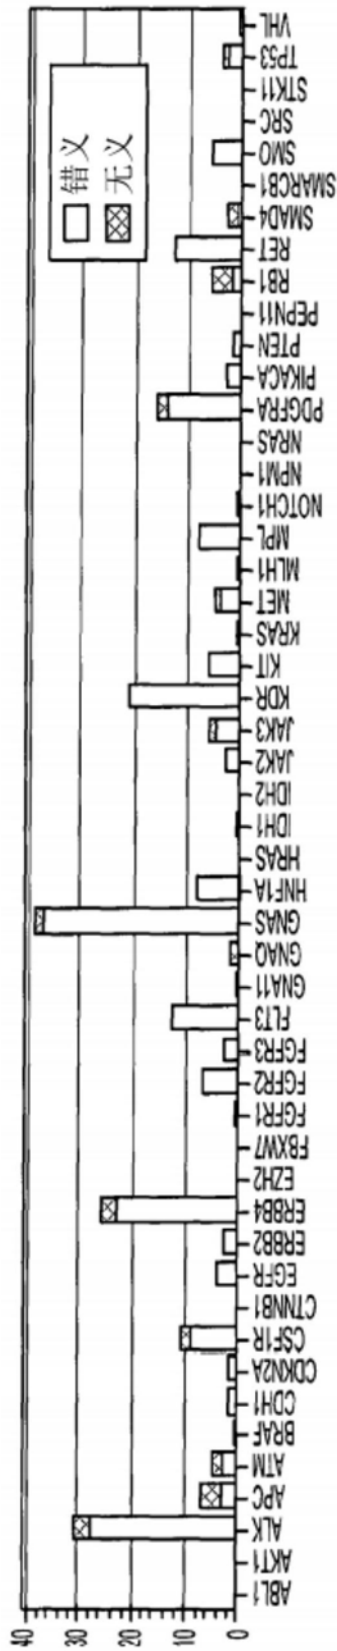 错义
无义
40
30
20
10
0
ABL1
AKT1
ALK
APC
ATM
BRAF
CDH1
CDKN2A
CSF1R
CTNNB1
EGFR
ERBB2
ERBB4
EZH2
FBXW7
FGFR1
FGFR2
FGFR3
FLT3
GNA11
GNAQ
GNAS
HNF1A
HRAS
IDH1
IDH2
JAK2
JAK3
KDR
KIT
KRAS
MET
MLH1
MPL
NOTCH1
NPM1
NRAS
PDGFRA
PIKACA
PTEN
PEPN11
RB1
RET
SMAD4
SMARCB1
SMO
SRC
STK11
TP53
VHL